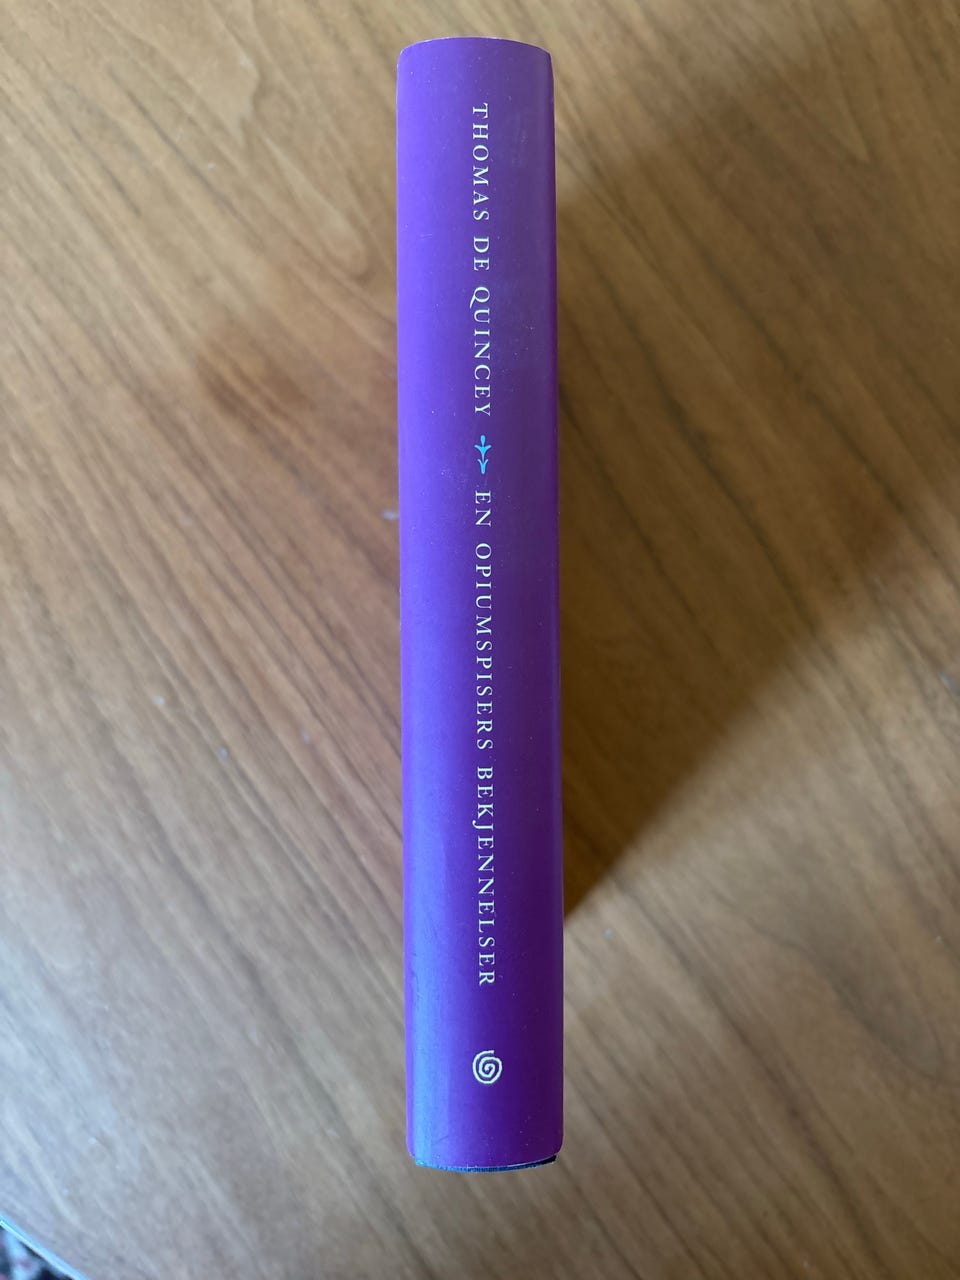 THOMAS DE QUINCEY EN OPIUMSPISERS BEKJENNELSER